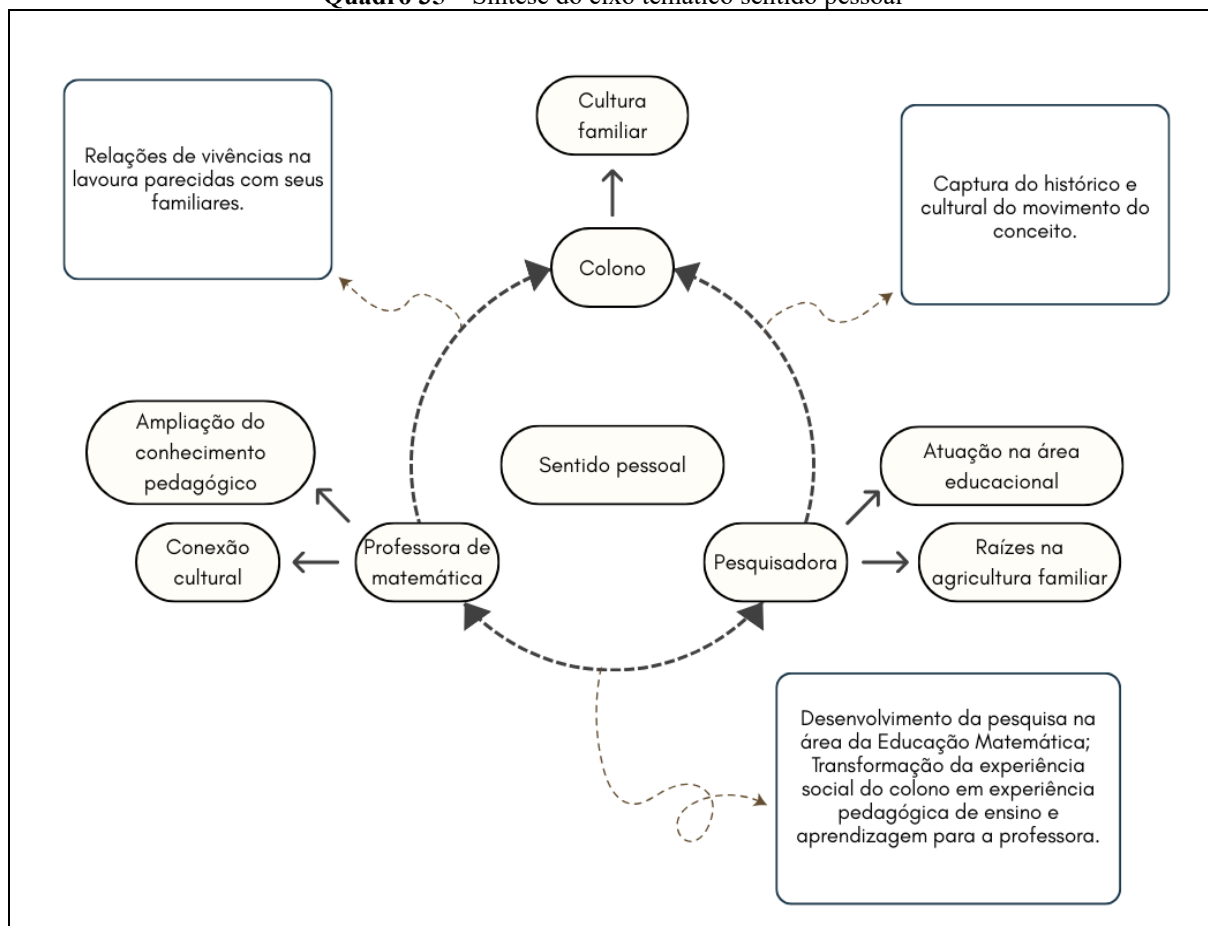 Quadro 35 – Síntese do eixo temático sentido pessoal
Cultura
familiar
Relações de vivências na
lavoura parecidas com seus
familiares.
Captura do histórico e
cultural do movimento do
conceito.
Colono
Ampliação do
conhecimento
pedagógico
Sentido pessoal
Atuação na área
educacional
Conexão
cultural
Professora de
matemática
Pesquisadora
Raízes na
agricultura familiar
Desenvolvimento da pesquisa na
área da Educação Matemática;
Transformação da experiência
social do colono em experiência
pedagógica de ensino e
aprendizagem para a professora.